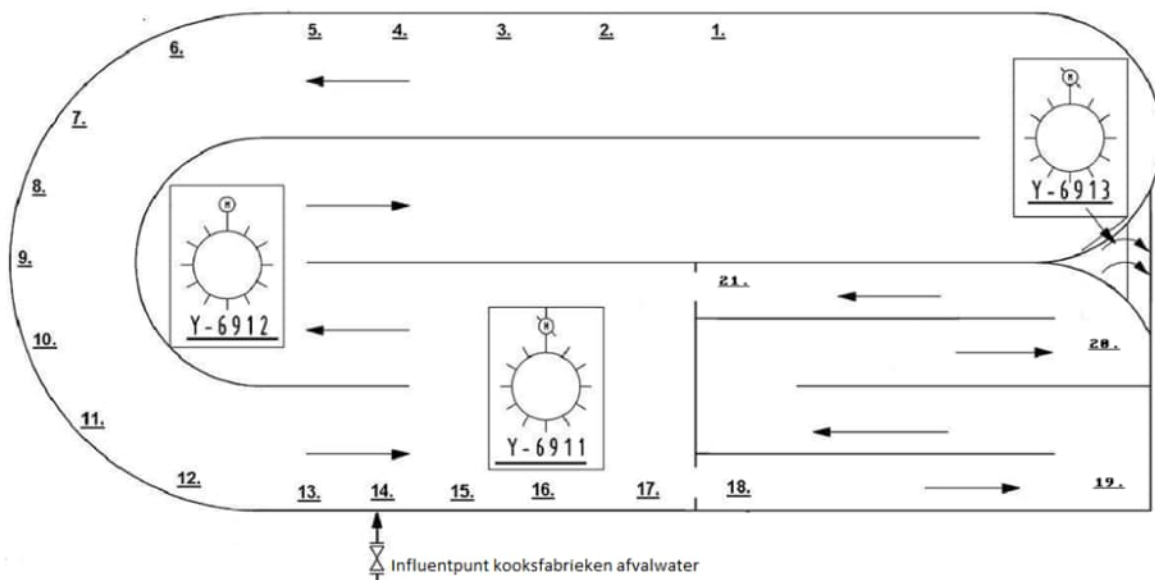 5. 4. 3. 2. 1.
6.
M
7.
8.
Y-6913
M
9.
21.
Y-6912
M
10.
20.
11.
Y-6911
12.
13. 14. 15. 16. 17. 18. 19.
Influentpunt kooksfabrieken afvalwater